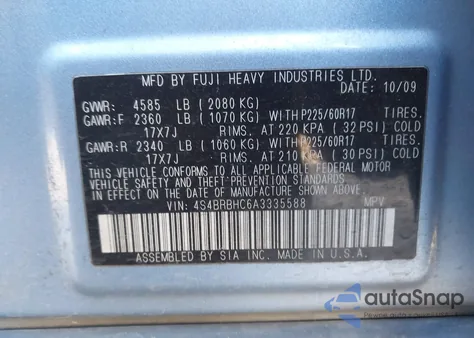 MFD BY FUJI HEAVY INDUSTRIES LTD.
DATE: 10/09
GVWR: 4585 LB ( 2080 KG)
GAWR:F 2360 LB ( 1070 KG) WITH P225/60R17 TIRES.
17X7J RIMS. AT 220 KPA ( 32 PSI) COLD
GAWR:R 2340 LB ( 1060 KG) WITH P225/60R17 TIRES.
17X7J RIMS. AT 210 KPA ( 30 PSI) COLD
THIS VEHICLE CONFORMS TO ALL APPLICABLE FEDERAL MOTOR
VEHICLE SAFETY STANDARDS
IN EFFECT ON THE DATE OF MANUFACTURE SHOWN ABOVE.
VIN: 4S4BRBHC6A3335588 MPV
ASSEMBLED BY SIA INC. MADE IN U.S.A.
autaSnap